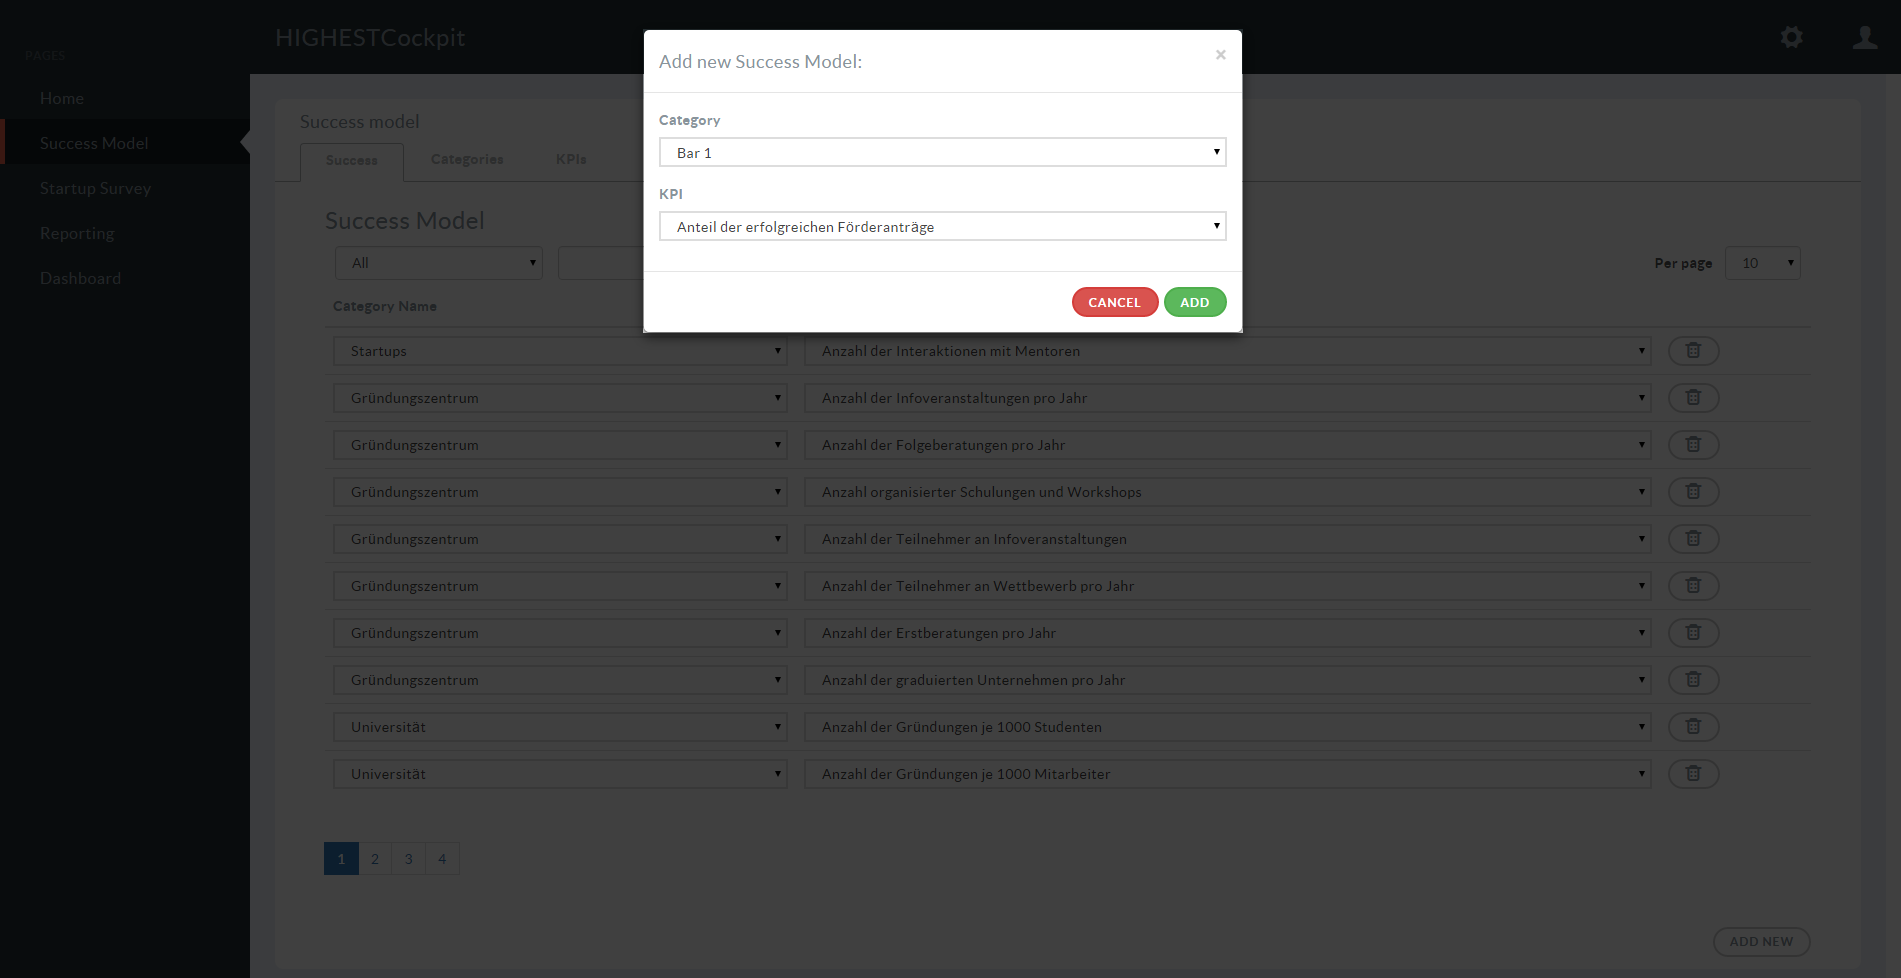 HIGHESTCockpit
PAGES
Home
Success Model
Startup Survey
Reporting
Dashboard
Add new Success Model:
×
Category
Bar 1
KPI
Anteil der erfolgreichen Förderanträge
CANCEL
ADD
Success model
Success
Categories
KPIs
Success Model
All
Per page
10
Category Name
Startups
Anzahl der Interaktionen mit Mentoren
Gründungszentrum
Anzahl der Infoveranstaltungen pro Jahr
Gründungszentrum
Anzahl der Folgeberatungen pro Jahr
Gründungszentrum
Anzahl organisierter Schulungen und Workshops
Gründungszentrum
Anzahl der Teilnehmer an Infoveranstaltungen
Gründungszentrum
Anzahl der Teilnehmer an Wettbewerb pro Jahr
Gründungszentrum
Anzahl der Erstberatungen pro Jahr
Gründungszentrum
Anzahl der graduierten Unternehmen pro Jahr
Universität
Anzahl der Gründungen je 1000 Studenten
Universität
Anzahl der Gründungen je 1000 Mitarbeiter
1 2 3 4
ADD NEW